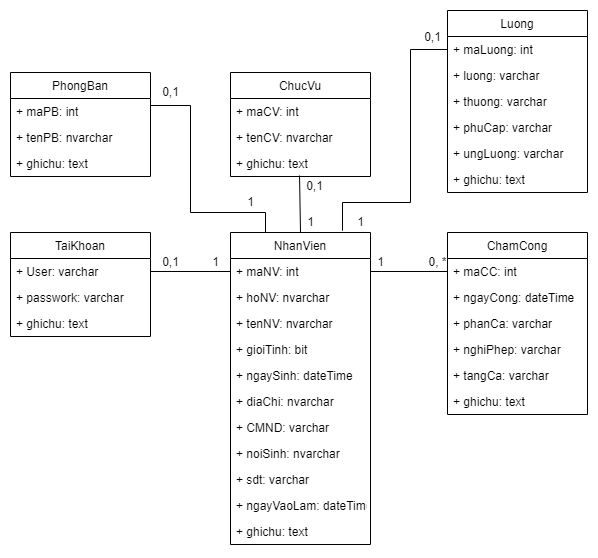 Luong
+ maLuong: int
+ luong: varchar
+ thuong: varchar
+ phuCap: varchar
+ ungLuong: varchar
+ ghichu: text
0,1
PhongBan
+ maPB: int
+ tenPB: nvarchar
+ ghichu: text
0,1
1
ChucVu
+ maCV: int
+ tenCV: nvarchar
+ ghichu: text
0,1
1
1
TaiKhoan
+ User: varchar
+ passwork: varchar
+ ghichu: text
0,1
1
NhanVien
+ maNV: int
+ hoNV: nvarchar
+ tenNV: nvarchar
+ gioiTinh: bit
+ ngaySinh: dateTime
+ diaChi: nvarchar
+ CMND: varchar
+ noiSinh: nvarchar
+ sdt: varchar
+ ngayVaoLam: dateTim
+ ghichu: text
1
0, *
ChamCong
+ maCC: int
+ ngayCong: dateTime
+ phanCa: varchar
+ nghiPhep: varchar
+ tangCa: varchar
+ ghichu: text